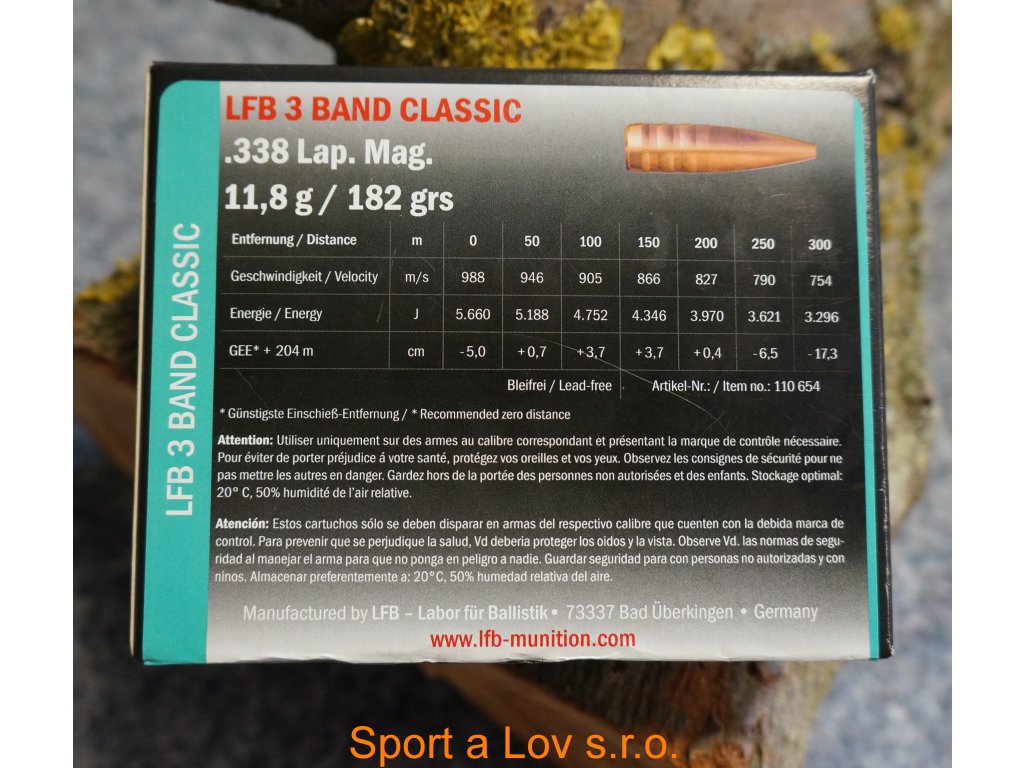 LFB 3 BAND CLASSIC
LFB 3 BAND CLASSIC
.338 Lap. Mag.
11,8 g / 182 grs
Entfernung / Distance m 0 50 100 150 200 250 300
Geschwindigkeit / Velocity m/s 988 946 905 866 827 790 754
Energie / Energy J 5.660 5.188 4.752 4.346 3.970 3.621 3.296
GEE* + 204 m cm - 5,0 + 0,7 + 3,7 + 3,7 + 0,4 - 6,5 - 17,3
Bleifrei / Lead-free Artikel-Nr.: / Item no.: 110 654
* Günstigste Einschieß-Entfernung / * Recommended zero distance
Attention: Utiliser uniquement sur des armes au calibre correspondant et présentant la marque de contrôle nécessaire.
Pour éviter de porter préjudice á votre santé, protégez vos oreilles et vos yeux. Observez les consignes de sécurité pour ne
pas mettre les autres en danger. Gardez hors de la portée des personnes non autorisées et des enfants. Stockage optimal:
20° C, 50% humidité de l'air relative.
Atención: Estos cartuchos sólo se deben disparar en armas del respectivo calibre que cuenten con la debida marca de
control. Para prevenir que se perjudique la salud, Vd deberia proteger los oidos y la vista. Observe Vd. las normas de segu-
ridad al manejar el arma para que no ponga en peligro a nadie. Guardar seguridad para con personas no autorizadas y con
ninos. Almacenar preferentemente a: 20°C, 50% humedad relativa del aire.
Manufactured by LFB – Labor für Ballistik • 73337 Bad Überkingen • Germany
www.lfb-munition.com
Sport a Lov s.r.o.